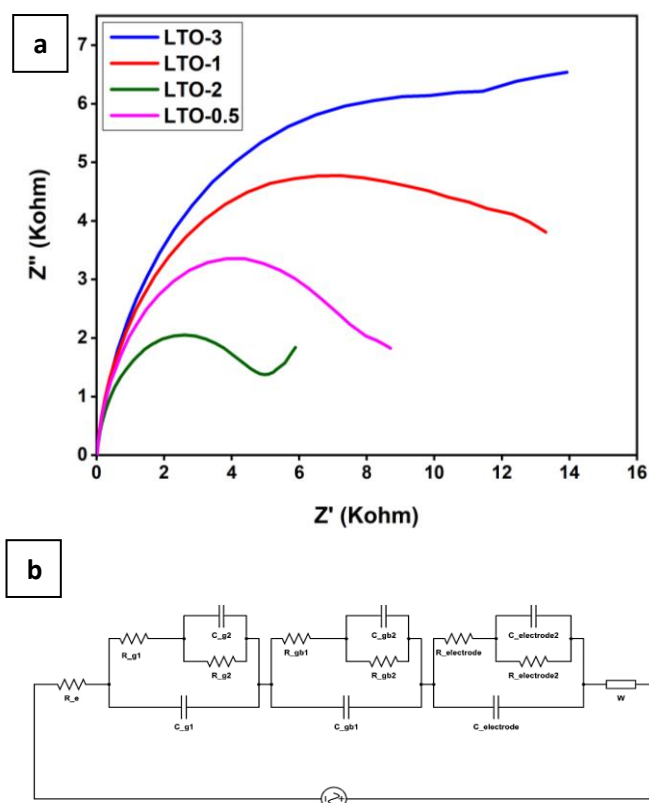 a
LTO-3
LTO-1
LTO-2
LTO-0.5
7
6
5
4
3
2
1
0
Z'' (Kohm)
0 2 4 6 8 10 12 14 16
Z' (Kohm)
b
C_g2 C_gb2 C_electrode2
R_g1 R_gb1 R_electrode
R_e R_g2 R_gb2 R_electrode2 W
C_g1 C_gb1 C_electrode